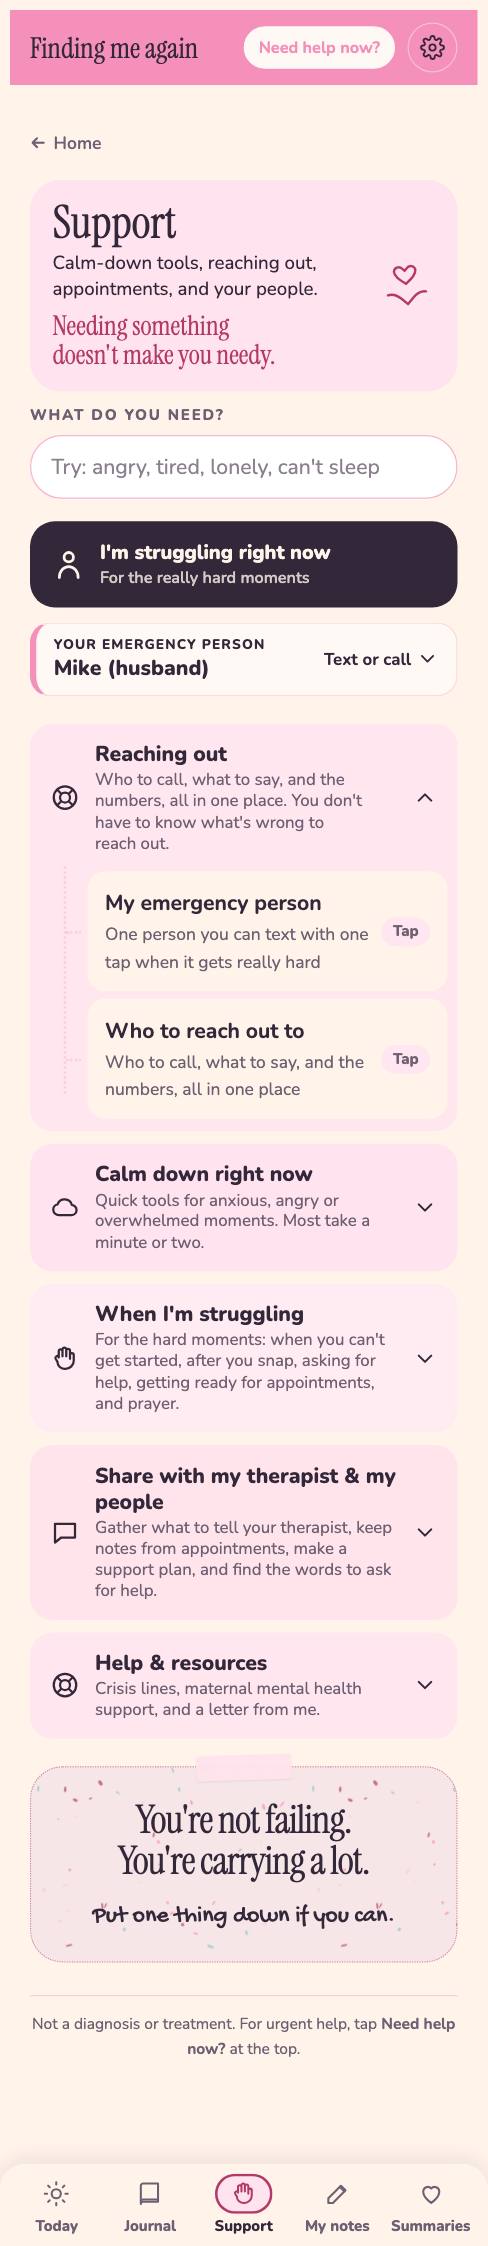 Finding me again
Need help now?
← Home
Support
Calm-down tools, reaching out,
appointments, and your people.
Needing something
doesn't make you needy.
WHAT DO YOU NEED?
Try: angry, tired, lonely, can't sleep
I'm struggling right now
For the really hard moments
YOUR EMERGENCY PERSON
Mike (husband)
Text or call
Reaching out
Who to call, what to say, and the
numbers, all in one place. You don't
have to know what's wrong to
reach out.
My emergency person
One person you can text with one
tap when it gets really hard
Tap
Who to reach out to
Who to call, what to say, and the
numbers, all in one place
Tap
Calm down right now
Quick tools for anxious, angry or
overwhelmed moments. Most take a
minute or two.
When I'm struggling
For the hard moments: when you can't
get started, after you snap, asking for
help, getting ready for appointments,
and prayer.
Share with my therapist & my
people
Gather what to tell your therapist, keep
notes from appointments, make a
support plan, and find the words to ask
for help.
Help & resources
Crisis lines, maternal mental health
support, and a letter from me.
You're not failing.
You're carrying a lot.
Put one thing down if you can.
Not a diagnosis or treatment. For urgent help, tap Need help
now? at the top.
Today
Journal
Support
My notes
Summaries